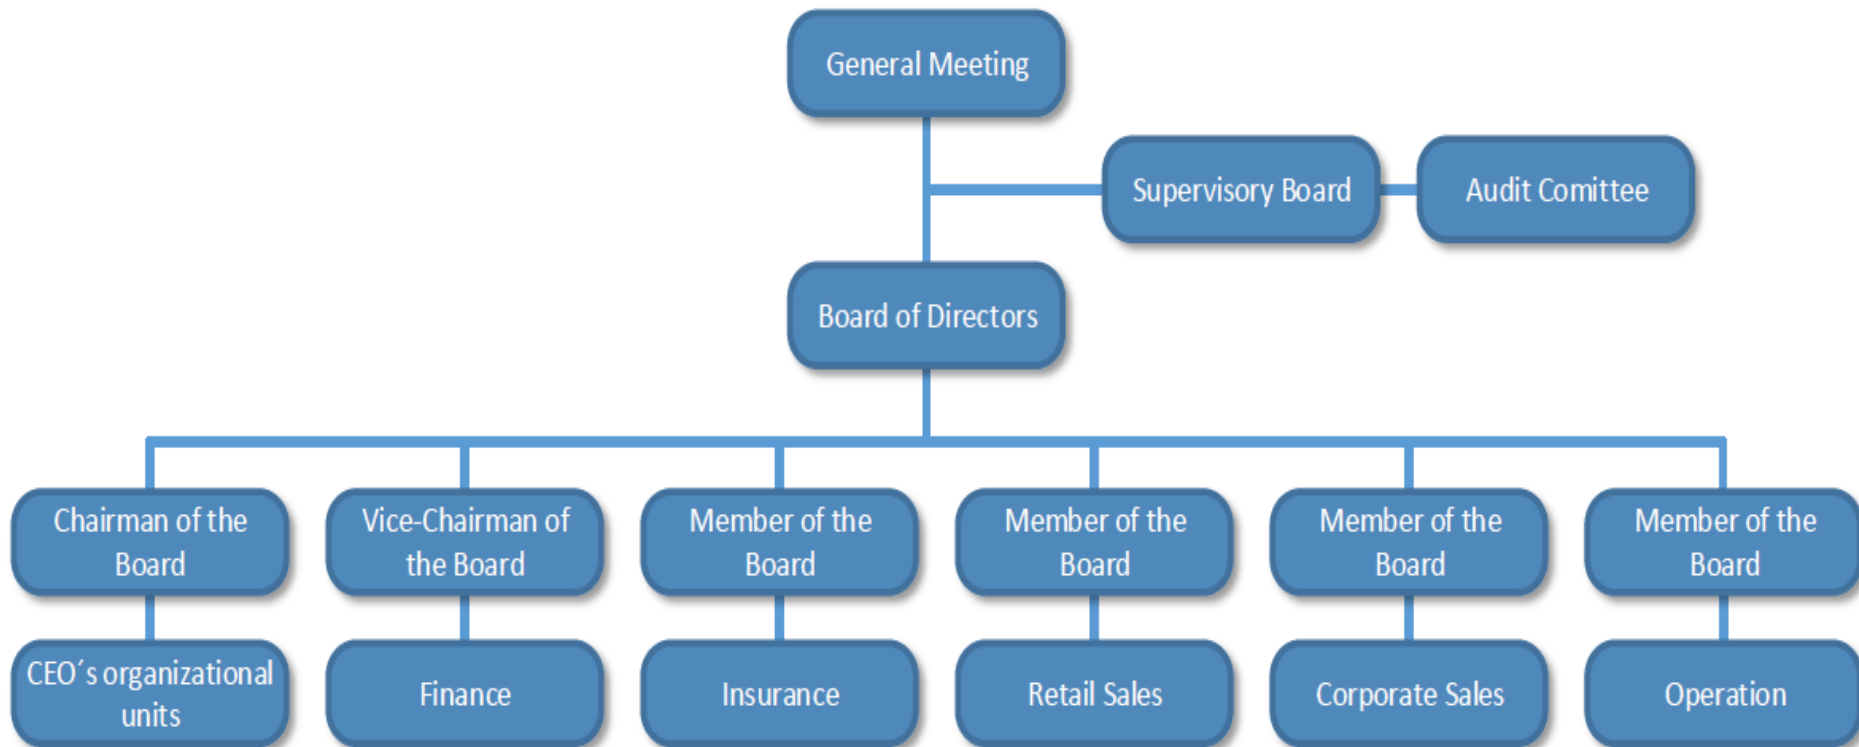 General Meeting
Supervisory Board
Audit Comittee
Board of Directors
Chairman of the
Board
Vice-Chairman of
the Board
Member of the
Board
Member of the
Board
Member of the
Board
Member of the
Board
CEO´s organizational
units
Finance
Insurance
Retail Sales
Corporate Sales
Operation